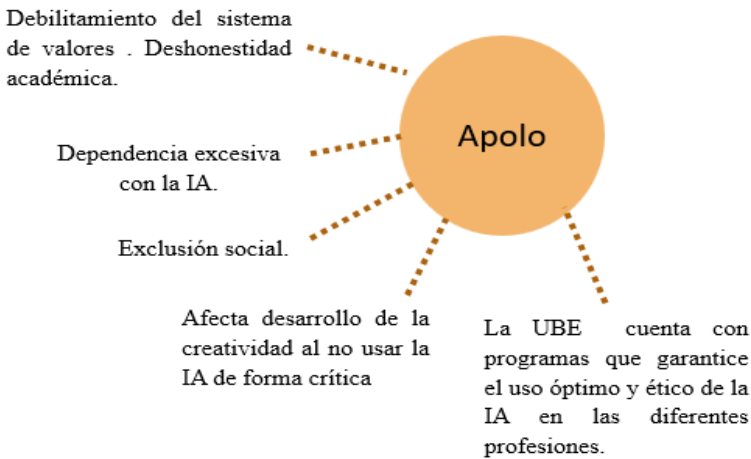 Debilitamiento del sistema
de valores . Deshonestidad
académica.
Apolo
Dependencia excesiva
con la IA.
Exclusión social.
Afecta desarrollo de la
creatividad al no usar la
IA de forma crítica
La UBE cuenta con
programas que garantice
el uso óptimo y ético de la
IA en las diferentes
profesiones.